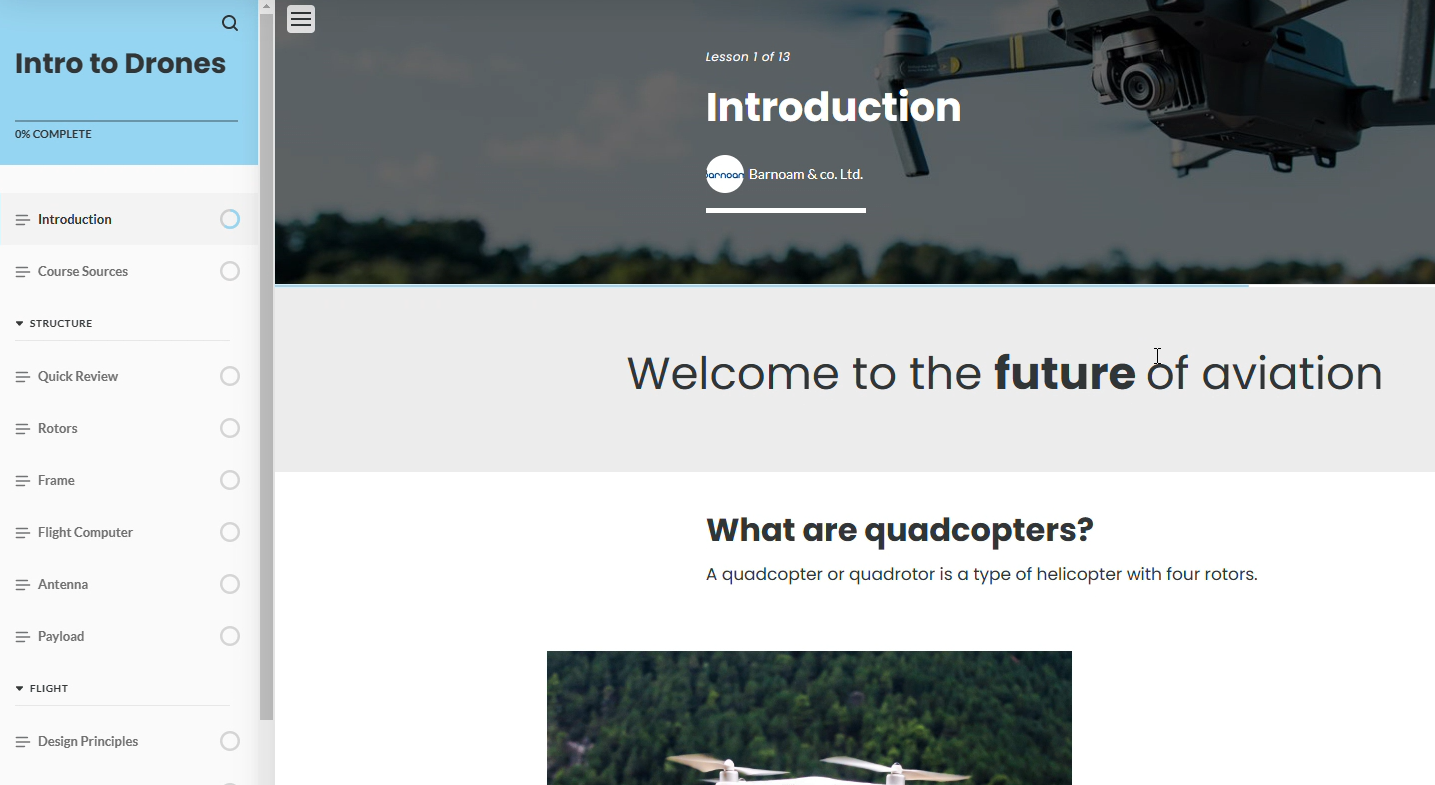 Intro to Drones
0% COMPLETE
Introduction
Course Sources
STRUCTURE
Quick Review
Rotors
Frame
Flight Computer
Antenna
Payload
FLIGHT
Design Principles
Lesson 1 of 13
Introduction
Barnoam & co. Ltd.
Welcome to the future of aviation
What are quadcopters?
A quadcopter or quadrotor is a type of helicopter with four rotors.